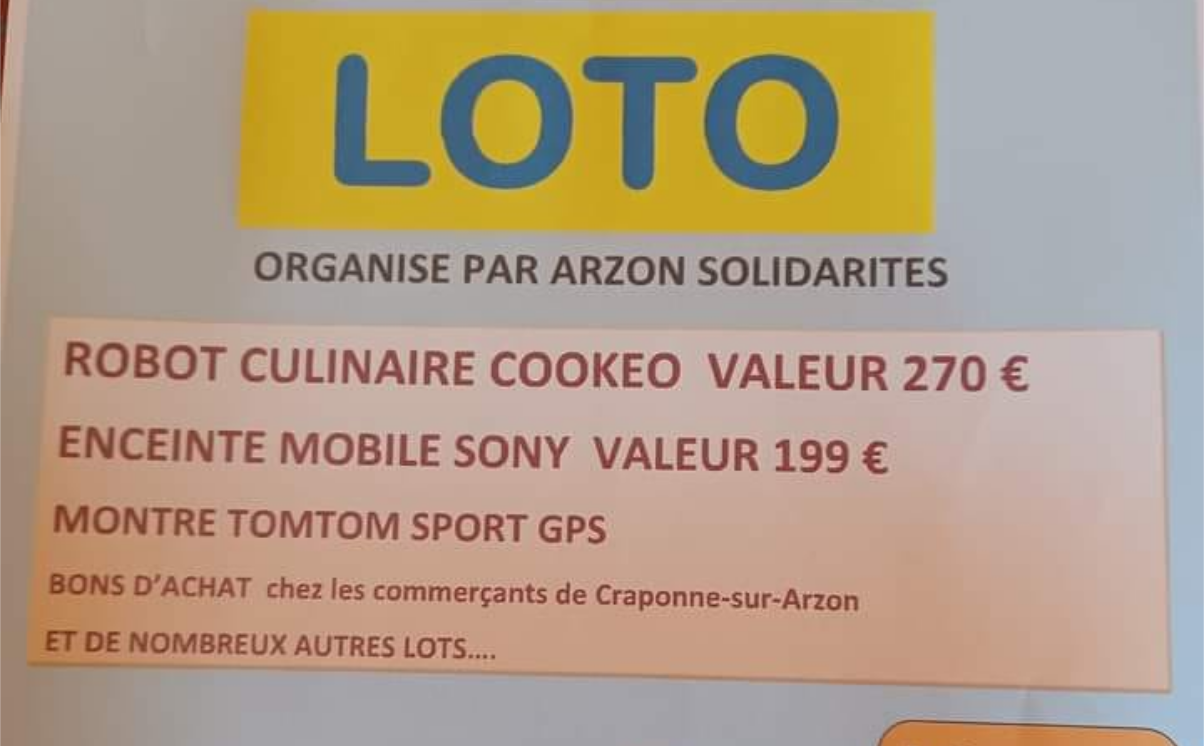 LOTO
ORGANISE PAR ARZON SOLIDARITES
ROBOT CULINAIRE COOKEO VALEUR 270 €
ENCEINTE MOBILE SONY VALEUR 199 €
MONTRE TOMTOM SPORT GPS
BONS D'ACHAT chez les commerçants de Craponne-sur-Arzon
ET DE NOMBREUX AUTRES LOTS....